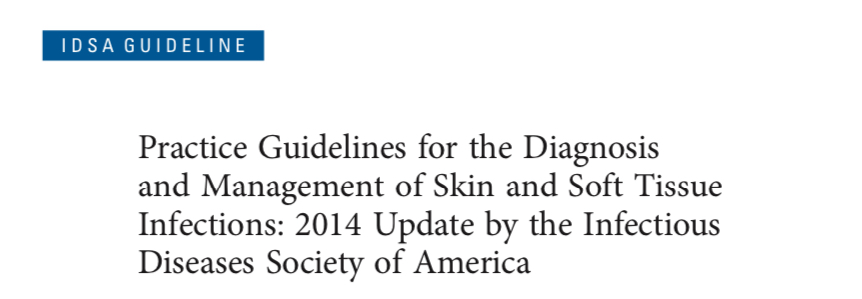 IDSA GUIDELINE
Practice Guidelines for the Diagnosis
and Management of Skin and Soft Tissue
Infections: 2014 Update by the Infectious
Diseases Society of America